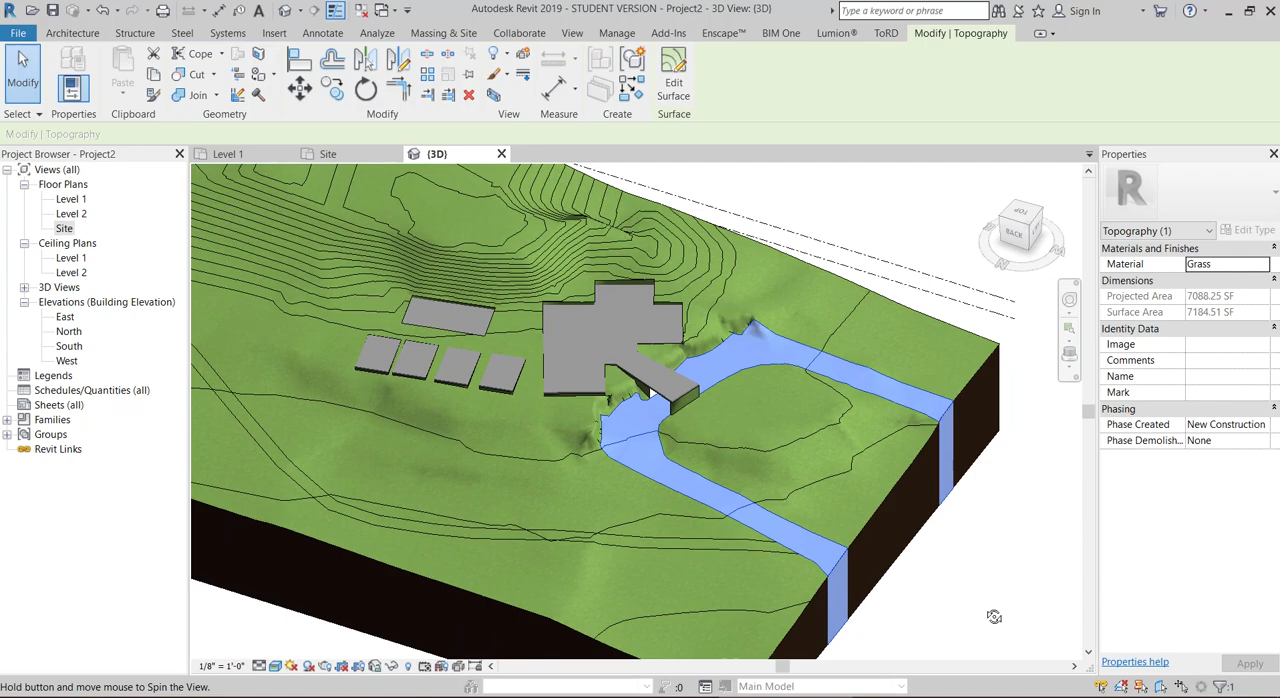 Autodesk Revit 2019 - STUDENT VERSION - Project2 - 3D View: {3D}
Type a keyword or phrase
Sign In
File Architecture Structure Steel Systems Insert Annotate Analyze Massing & Site Collaborate View Manage Add-Ins Enscape™ BIM One Lumion® ToRD Modify | Topography
Modify
Paste
Cope
Cut
Join
Edit Surface
Select Properties Clipboard Geometry Modify View Measure Create Surface
Modify | Topography
Project Browser - Project2
Level 1
Site
{3D}
Properties
Views (all)
Floor Plans
Level 1
Level 2
Site
Ceiling Plans
Level 1
Level 2
3D Views
Elevations (Building Elevation)
East
North
South
West
Legends
Schedules/Quantities (all)
Sheets (all)
Families
Groups
Revit Links
TOP
BACK
Topography (1)
Edit Type
Materials and Finishes
Material Grass
Dimensions
Projected Area 7088.25 SF
Surface Area 7184.51 SF
Identity Data
Image
Comments
Name
Mark
Phasing
Phase Created New Construction
Phase Demolish... None
Properties help
Apply
1/8" = 1'-0"
Hold button and move mouse to Spin the View.
:0
Main Model
:1